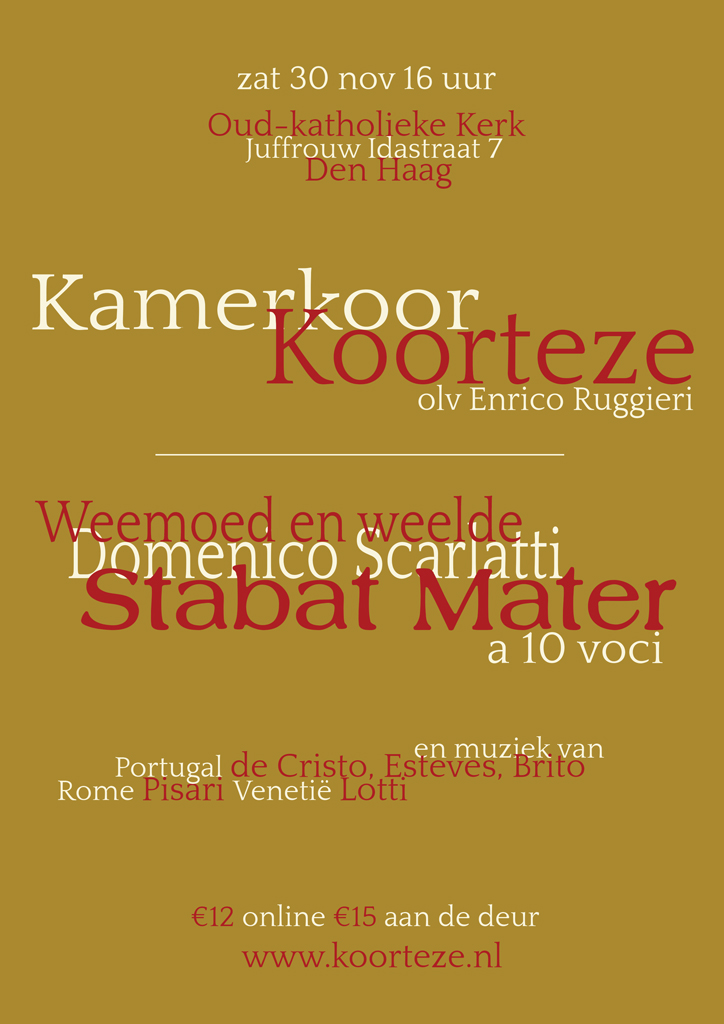 zat 30 nov 16 uur
Oud-katholieke Kerk
Juffrouw Idastraat 7
Den Haag
Kamerkoor
Koorteze
olv Enrico Ruggieri
Weemoed en weelde
Domenico Scarlatti
Stabat Mater
a 10 voci
en muziek van
Portugal de Cristo, Esteves, Brito
Rome Pisari Venetië Lotti
€12 online €15 aan de deur
www.koorteze.nl